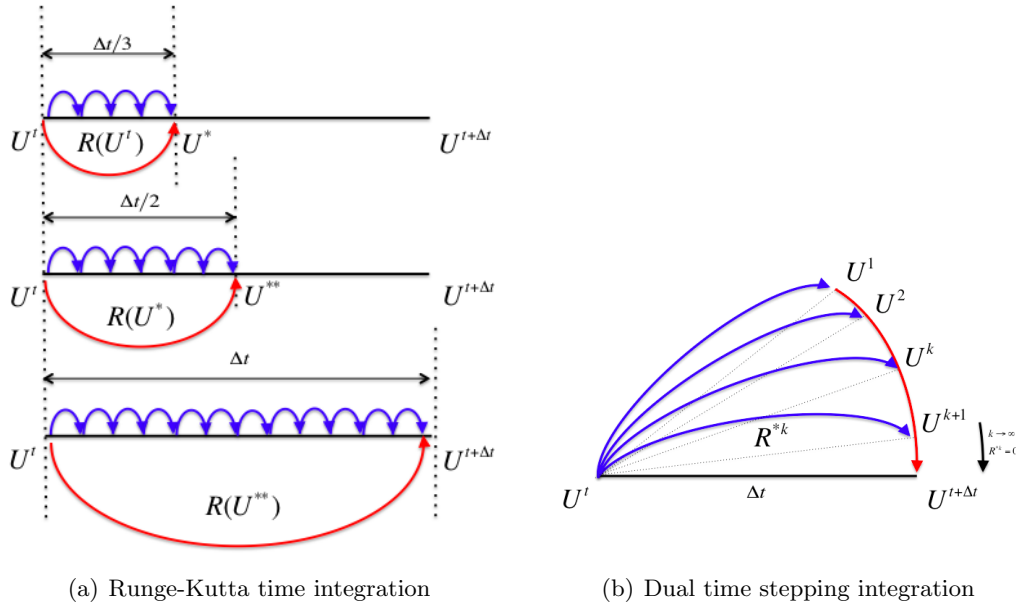 Δt/3
U^t R(U^t) U^* U^{t+Δt}
Δt/2
U^t R(U^*) U^{**} U^{t+Δt}
Δt
U^t U^{t+Δt}
R(U^{**})
(a) Runge-Kutta time integration
U^1
U^2
U^k
U^{k+1}
R^{*k}
k→∞
R^{*k}=0
U^t Δt U^{t+Δt}
(b) Dual time stepping integration